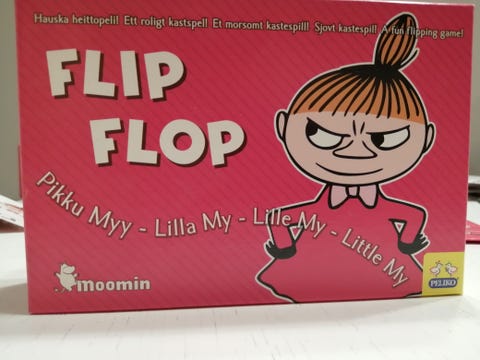 Hauska heittopeli! Ett roligt kastspel! Et morsomt kastespill! Sjovt kastespil! A fun flipping game!
FLIP
FLOP
Pikku Myy - Lilla My - Lille My - Little My
moomin
PELIKO